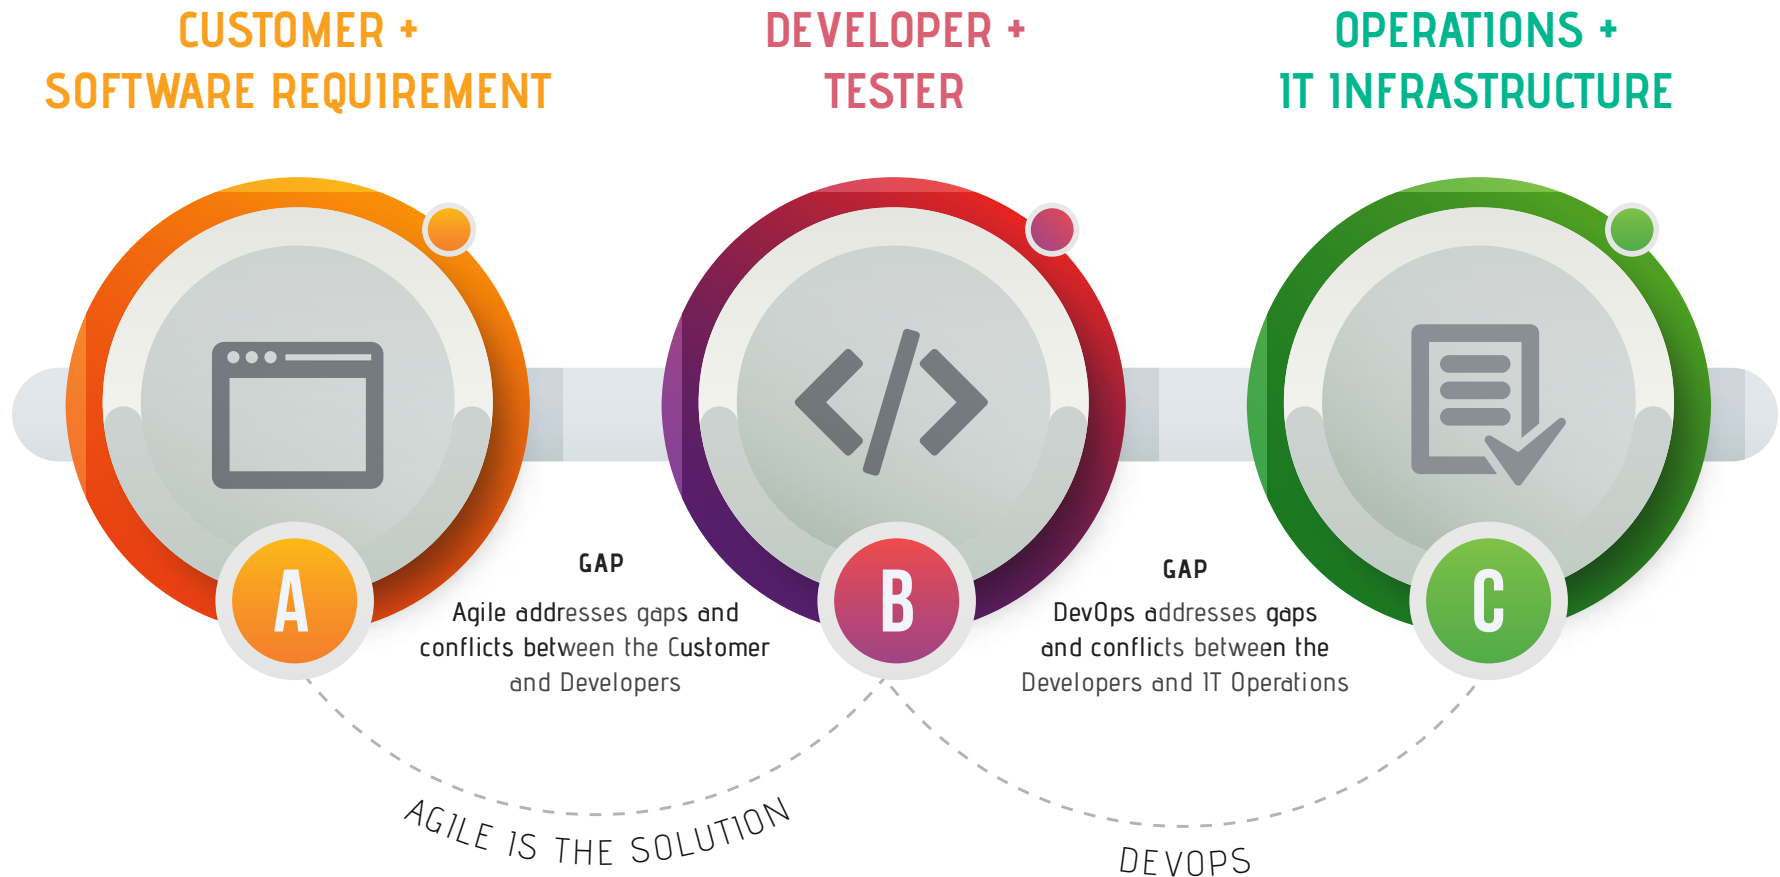 CUSTOMER +
SOFTWARE REQUIREMENT
DEVELOPER +
TESTER
OPERATIONS +
IT INFRASTRUCTURE
A
GAP
Agile addresses gaps and
conflicts between the Customer
and Developers
B
GAP
DevOps addresses gaps
and conflicts between the
Developers and IT Operations
C
AGILE IS THE SOLUTION
DEVOPS